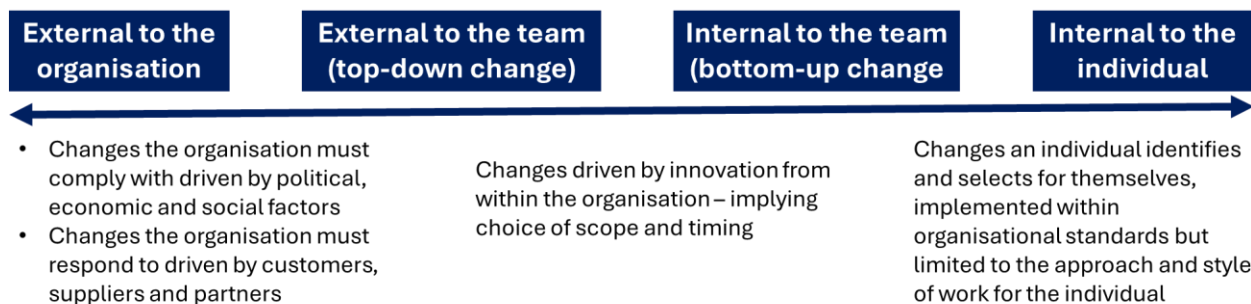 External to the
organisation
External to the team
(top-down change)
Internal to the team
(bottom-up change
Internal to the
individual
• Changes the organisation must
comply with driven by political,
economic and social factors
• Changes the organisation must
respond to driven by customers,
suppliers and partners
Changes driven by innovation from
within the organisation – implying
choice of scope and timing
Changes an individual identifies
and selects for themselves,
implemented within
organisational standards but
limited to the approach and style
of work for the individual